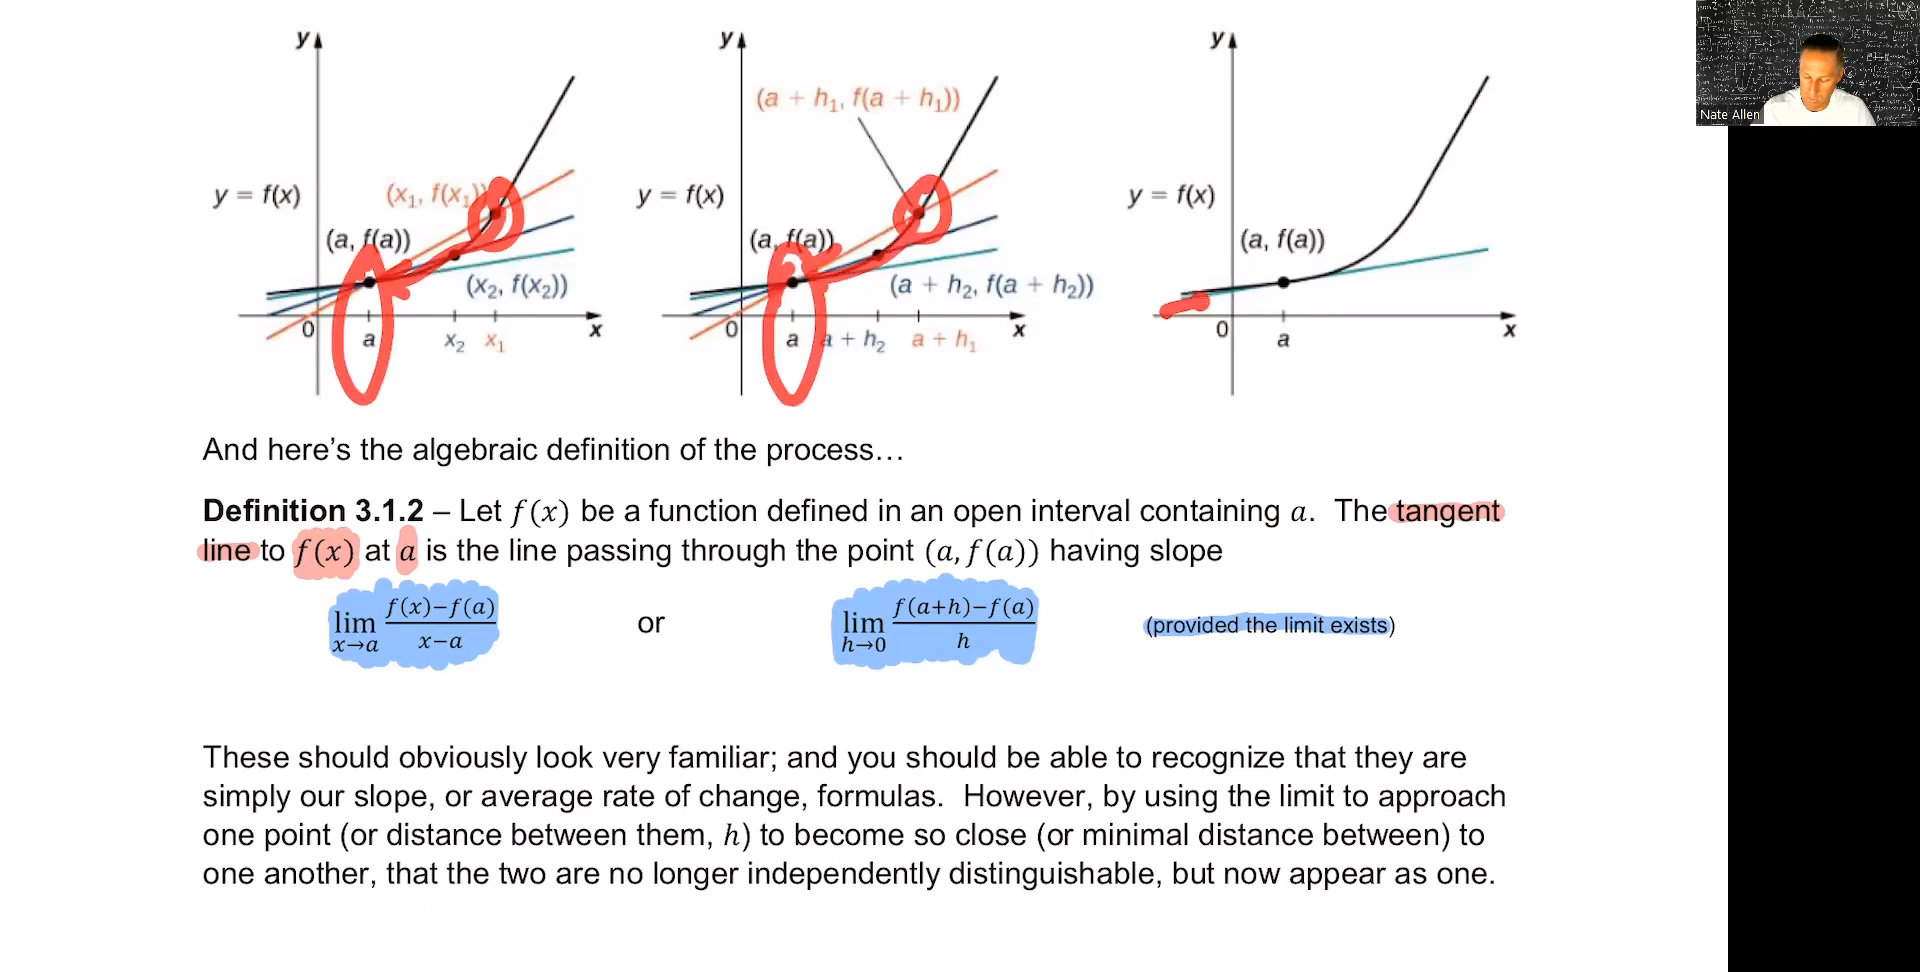 y
y = f(x)
(x₁, f(x₁))
(a, f(a))
(x₂, f(x₂))
0
a
x₂
x₁
x
y
(a + h₁, f(a + h₁))
y = f(x)
(a, f(a))
(a + h₂, f(a + h₂))
0
a
a + h₂
a + h₁
x
y
y = f(x)
(a, f(a))
0
a
x
Nate Allen
And here’s the algebraic definition of the process…
Definition 3.1.2 – Let f(x) be a function defined in an open interval containing a. The tangent
line to f(x) at a is the line passing through the point (a, f(a)) having slope
lim x→a f(x)−f(a) / x−a or lim h→0 f(a+h)−f(a) / h (provided the limit exists)
These should obviously look very familiar; and you should be able to recognize that they are
simply our slope, or average rate of change, formulas. However, by using the limit to approach
one point (or distance between them, h) to become so close (or minimal distance between) to
one another, that the two are no longer independently distinguishable, but now appear as one.